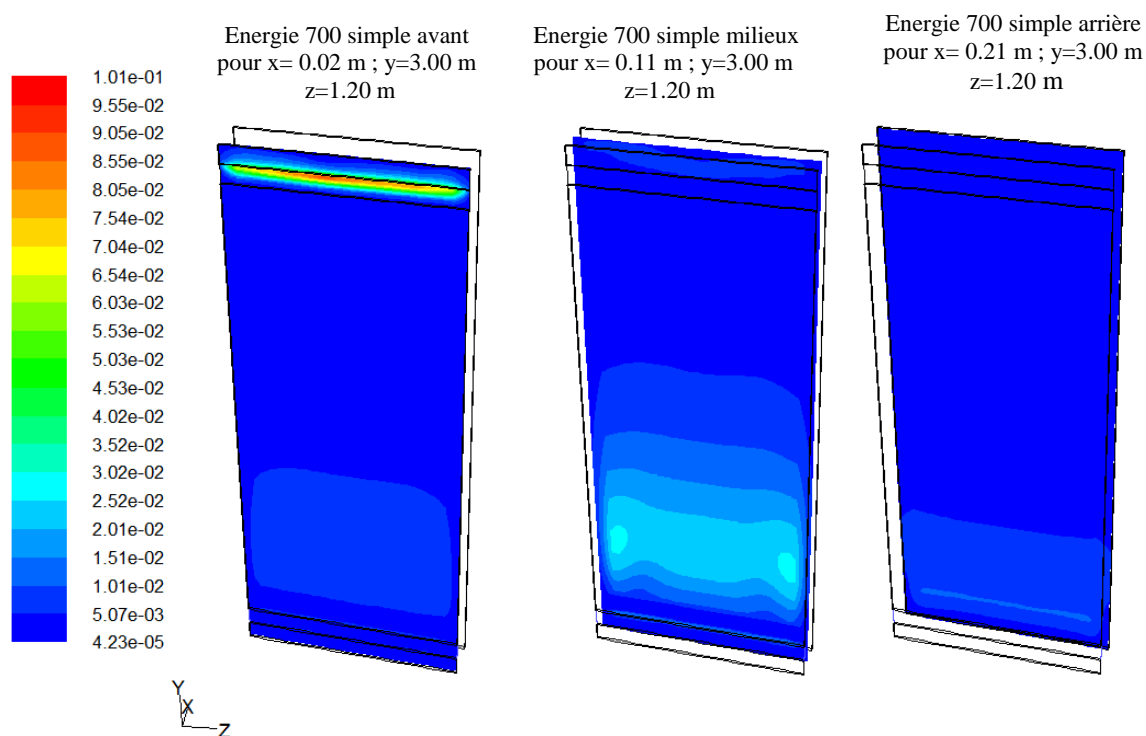 Energie 700 simple avant
pour x= 0.02 m ; y=3.00 m
z=1.20 m
Energie 700 simple milieux
pour x= 0.11 m ; y=3.00 m
z=1.20 m
Energie 700 simple arrière
pour x= 0.21 m ; y=3.00 m
z=1.20 m
1.01e-01
9.55e-02
9.05e-02
8.55e-02
8.05e-02
7.54e-02
7.04e-02
6.54e-02
6.03e-02
5.53e-02
5.03e-02
4.53e-02
4.02e-02
3.52e-02
3.02e-02
2.52e-02
2.01e-02
1.51e-02
1.01e-02
5.07e-03
4.23e-05
Y
X
Z